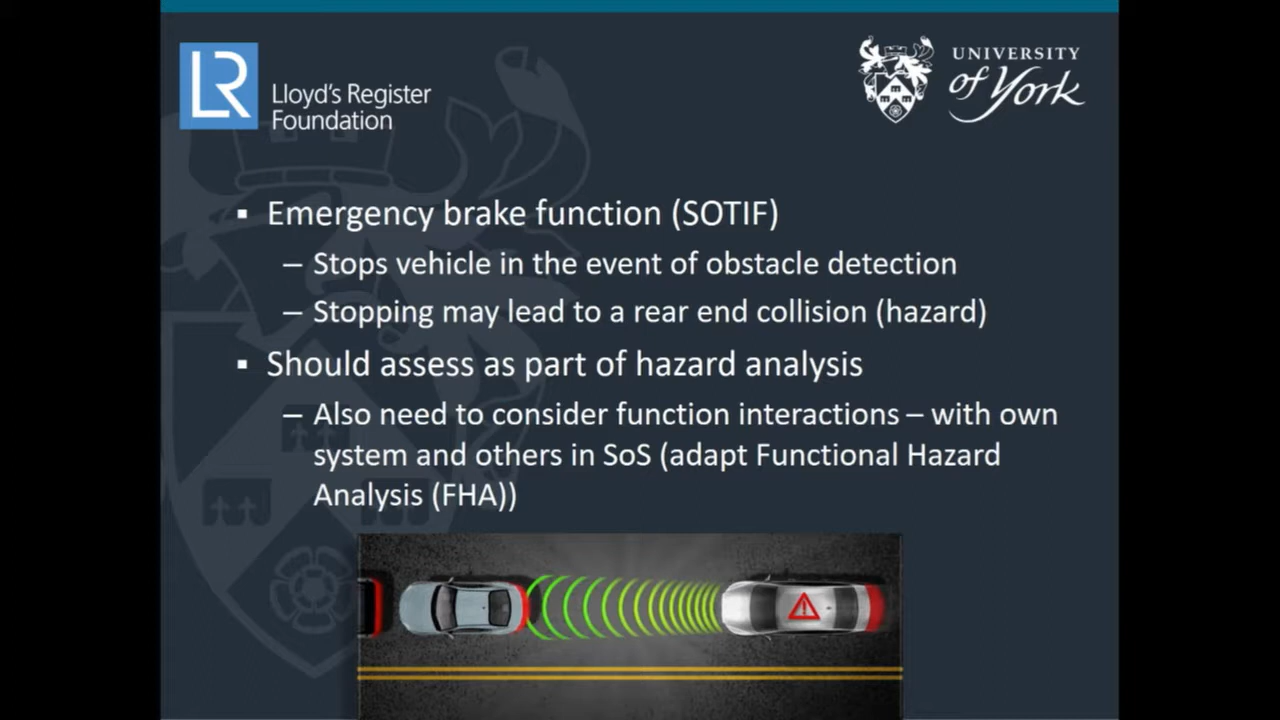 LR
Lloyd's Register
Foundation
UNIVERSITY
of York
▪ Emergency brake function (SOTIF)
– Stops vehicle in the event of obstacle detection
– Stopping may lead to a rear end collision (hazard)
▪ Should assess as part of hazard analysis
– Also need to consider function interactions – with own
system and others in SoS (adapt Functional Hazard
Analysis (FHA))